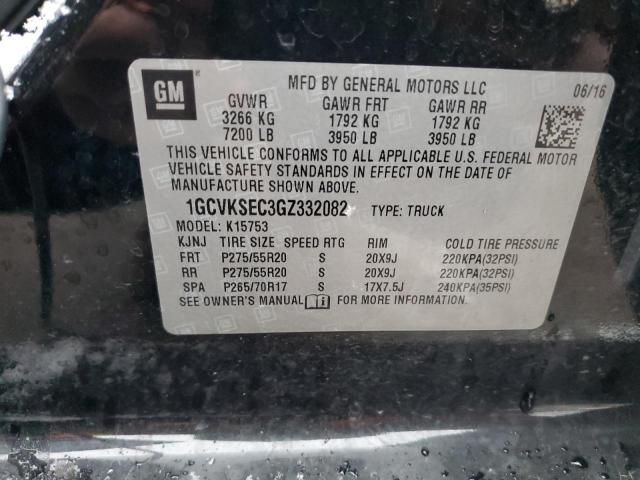 GM
MFD BY GENERAL MOTORS LLC 06/16
GVWR GAWR FRT GAWR RR
3266 KG 1792 KG 1792 KG
7200 LB 3950 LB 3950 LB
THIS VEHICLE CONFORMS TO ALL APPLICABLE U.S. FEDERAL MOTOR
VEHICLE SAFETY STANDARDS IN EFFECT ON THE DATE OF
MANUFACTURE SHOWN ABOVE.
1GCVKSEC3GZ332082 TYPE: TRUCK
MODEL: K15753
KJNJ TIRE SIZE SPEED RTG RIM COLD TIRE PRESSURE
FRT P275/55R20 S 20X9J 220KPA(32PSI)
RR P275/55R20 S 20X9J 220KPA(32PSI)
SPA P265/70R17 S 17X7.5J 240KPA(35PSI)
SEE OWNER'S MANUAL FOR MORE INFORMATION.